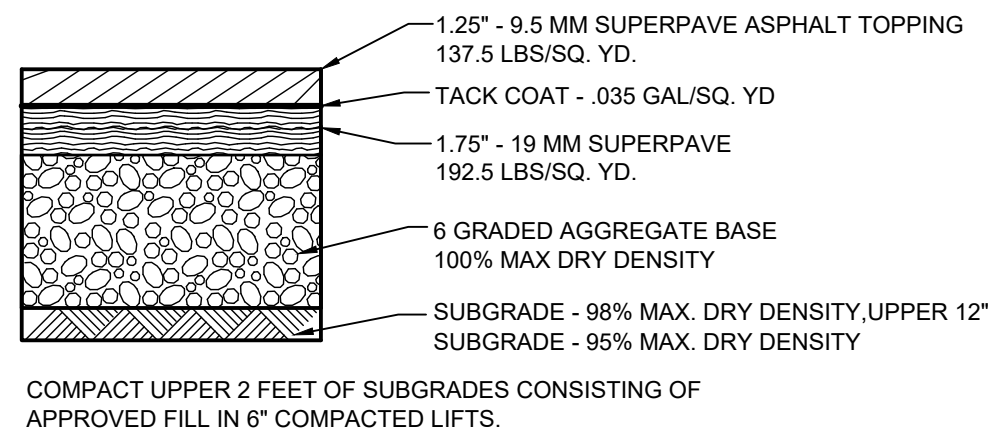 1.25" - 9.5 MM SUPERPAVE ASPHALT TOPPING
137.5 LBS/SQ. YD.
TACK COAT - .035 GAL/SQ. YD
1.75" - 19 MM SUPERPAVE
192.5 LBS/SQ. YD.
6 GRADED AGGREGATE BASE
100% MAX DRY DENSITY
SUBGRADE - 98% MAX. DRY DENSITY,UPPER 12"
SUBGRADE - 95% MAX. DRY DENSITY
COMPACT UPPER 2 FEET OF SUBGRADES CONSISTING OF
APPROVED FILL IN 6" COMPACTED LIFTS.